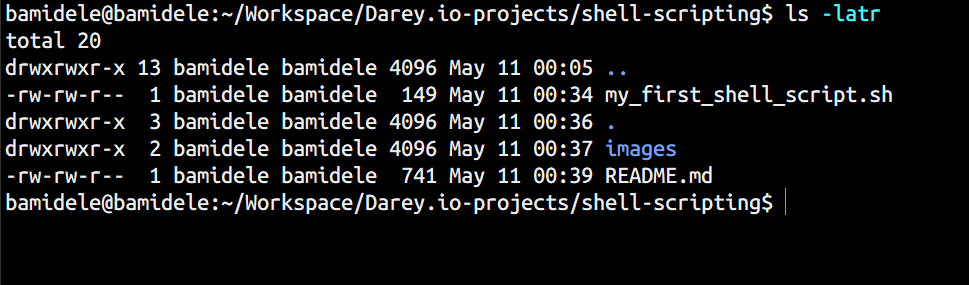 bamidele@bamidele:~/Workspace/Darey.io-projects/shell-scripting$ ls -latr
total 20
drwxrwxr-x 13 bamidele bamidele 4096 May 11 00:05 ..
-rw-rw-r--  1 bamidele bamidele  149 May 11 00:34 my_first_shell_script.sh
drwxrwxr-x  3 bamidele bamidele 4096 May 11 00:36 .
drwxrwxr-x  2 bamidele bamidele 4096 May 11 00:37 images
-rw-rw-r--  1 bamidele bamidele  741 May 11 00:39 README.md
bamidele@bamidele:~/Workspace/Darey.io-projects/shell-scripting$